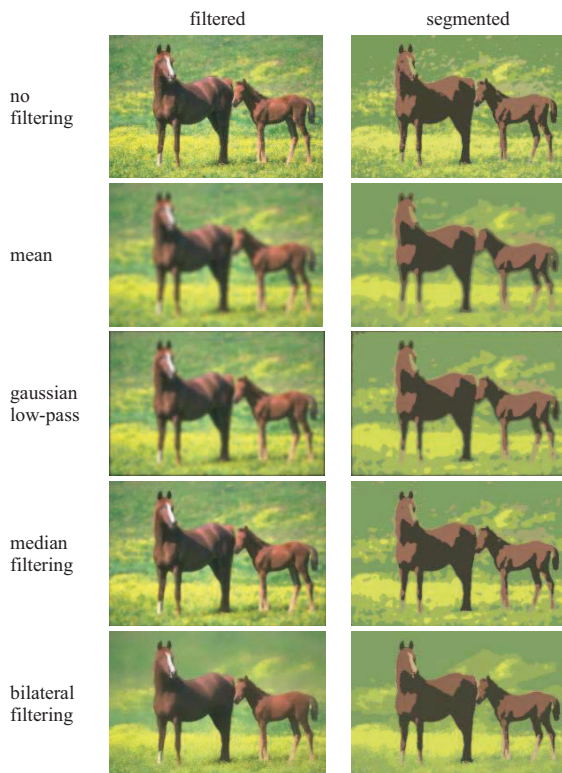 filtered
segmented
no
filtering
mean
gaussian
low-pass
median
filtering
bilateral
filtering